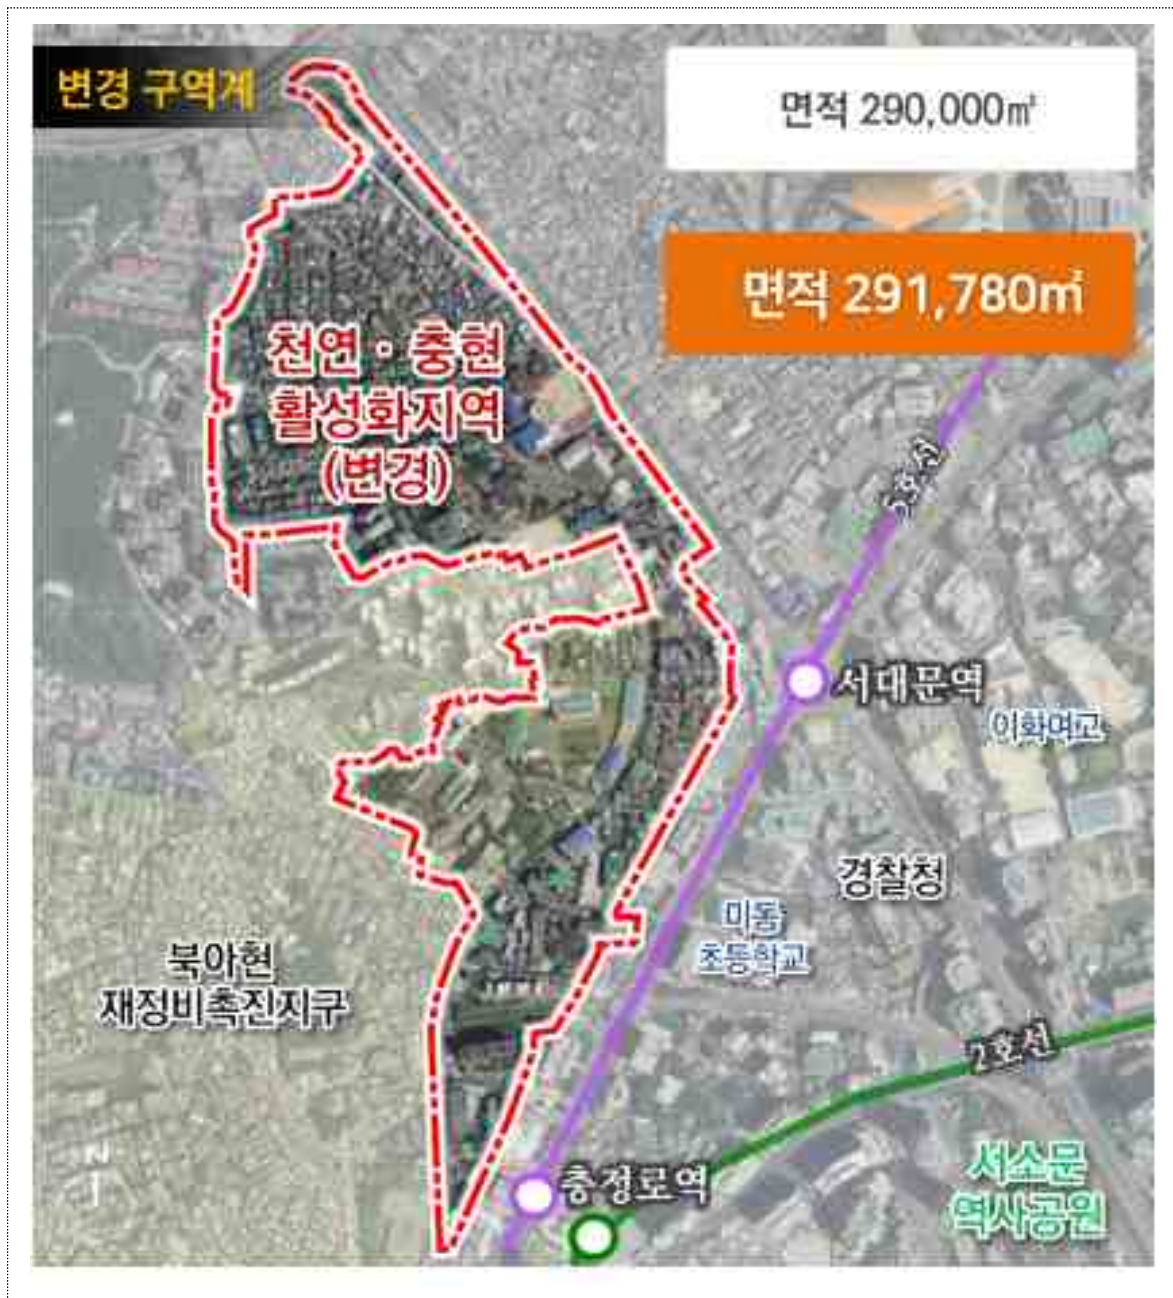 변경 구역계
면적 290,000㎡
면적 291,780㎡
천연・충현
활성화지역
(변경)
5호선
서대문역
이화여고
경찰청
미동
초등학교
북아현
재정비촉진지구
2호선
충정로역
서소문
역사공원
N